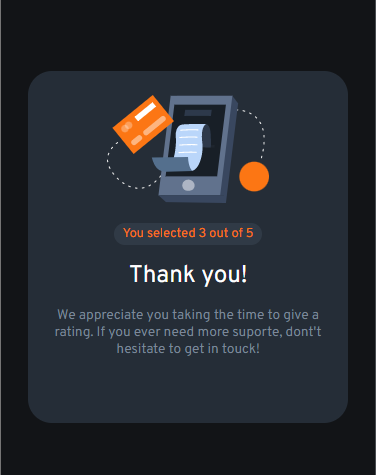 You selected 3 out of 5
Thank you!
We appreciate you taking the time to give a
rating. If you ever need more suporte, dont't
hesitate to get in touch!